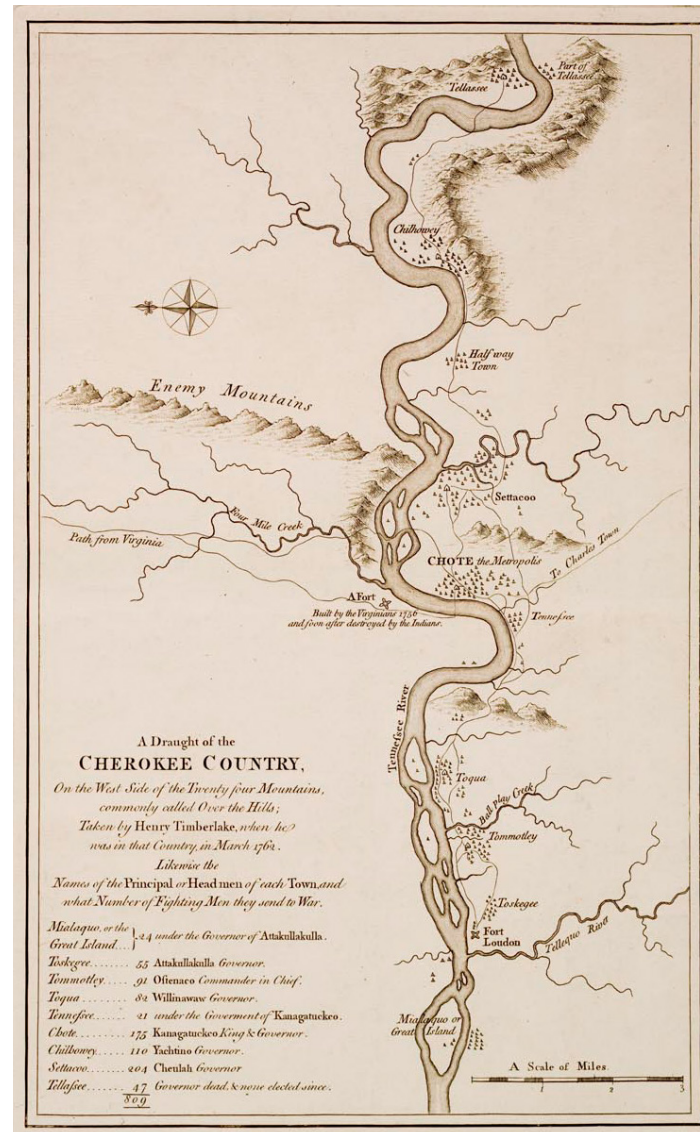 Part of
Tellassee
Tellassee
Chilhowey
Half way
Town
Enemy Mountains
Settacoo
Four Mile Creek
Path from Virginia
CHOTE the Metropolis
To Charles Town
A Fort
Built by the Virginians 1756
and soon after destroyed by the Indians.
Tenneſsee
Tenneſsee River
Toqua
Ball play Creek
Tommotley
Toskegee
Fort
Loudon
Tellequo River
Mialaquo or
Great Island
A Draught of the
CHEROKEE COUNTRY,
On the West Side of the Twenty four Mountains,
commonly called Over the Hills;
Taken by Henry Timberlake, when he
was in that Country, in March 1762.
Likewise the
Names of the Principal or Head men of each Town, and
what Number of Fighting Men they send to War.
Mialaquo, or the
Great Island....} .24 under the Governor of Attakullakulla.
Toskegee....... 55 Attakullakulla Governor.
Tommotley..... 91 Ostenaco Commander in Chief.
Toqua........ 82 Willinawaw Governor.
Tenneſsee...... 21 under the Goverment of Kanagatuckco.
Chote......... 175 Kanagatuckco King & Governor.
Chilhowey...... 110 Yachtino Governor.
Settacoo....... 204 Cheulah Governor
Tellaſsee....... 47 Governor dead, & none elected since.
809
A Scale of Miles.
1 2 3